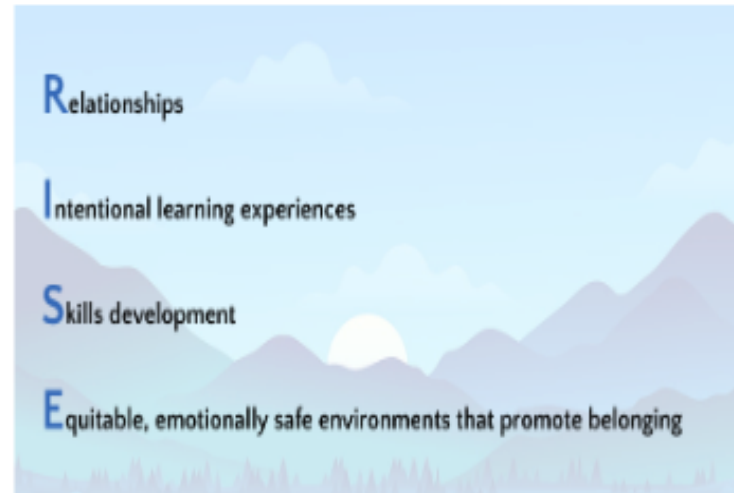 Relationships
Intentional learning experiences
Skills development
Equitable, emotionally safe environments that promote belonging